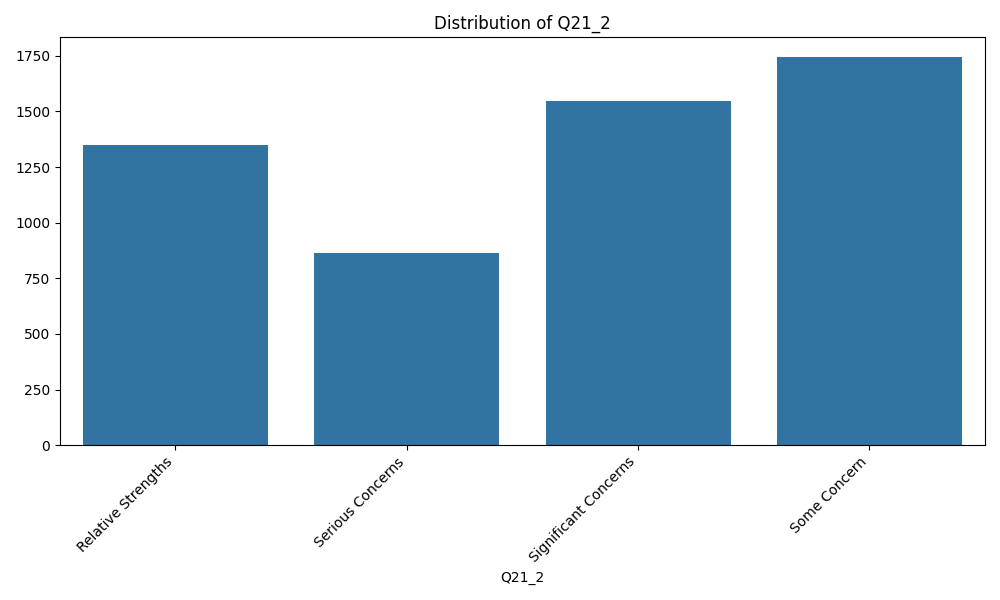 Distribution of Q21_2
1750
1500
1250
1000
750
500
250
0
Relative Strengths
Serious Concerns
Significant Concerns
Some Concern
Q21_2